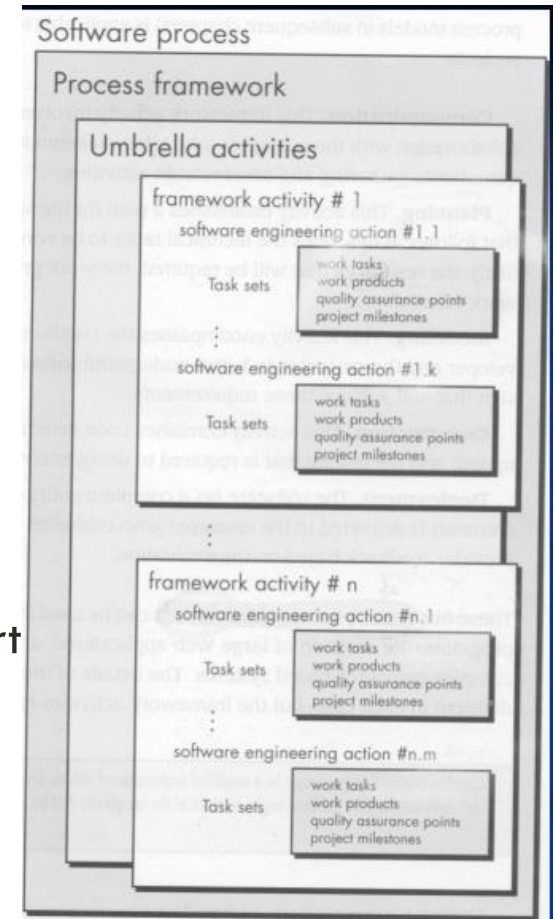 Software process
Process framework
Umbrella activities
framework activity # 1
software engineering action #1.1
Task sets
work tasks
work products
quality assurance points
project milestones
software engineering action #1.k
Task sets
work tasks
work products
quality assurance points
project milestones
rt
framework activity # n
software engineering action #n.1
Task sets
work tasks
work products
quality assurance points
project milestones
software engineering action #n.m
Task sets
work tasks
work products
quality assurance points
project milestones